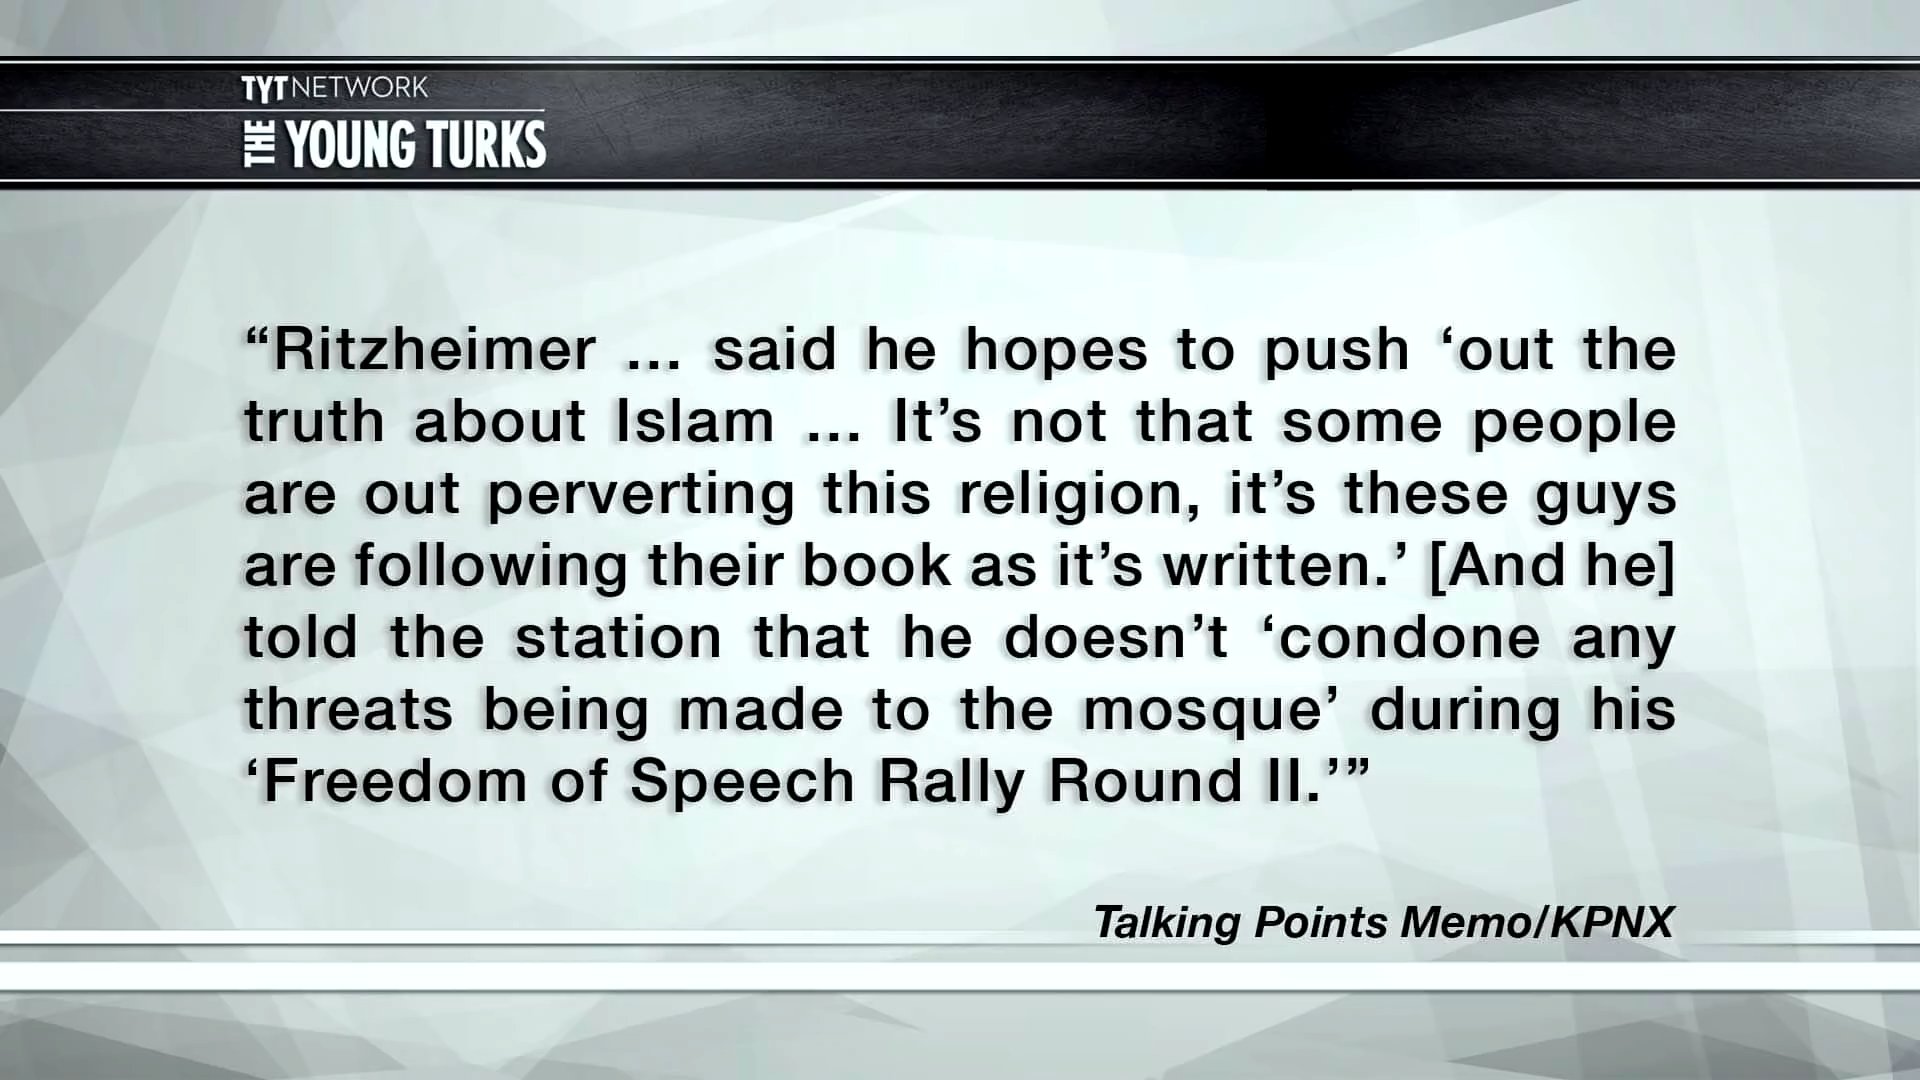 TYT NETWORK
THE YOUNG TURKS
“Ritzheimer ... said he hopes to push ‘out the
truth about Islam ... It’s not that some people
are out perverting this religion, it’s these guys
are following their book as it’s written.’ [And he]
told the station that he doesn’t ‘condone any
threats being made to the mosque’ during his
‘Freedom of Speech Rally Round II.’”
Talking Points Memo/KPNX